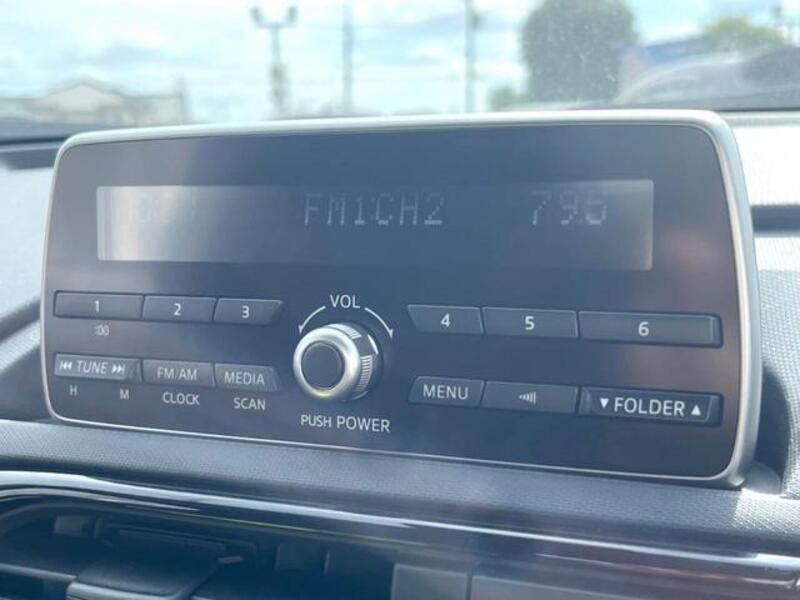 FM1CH2 79.5
VOL
1 2 3 4 5 6
:00
⏮ TUNE ⏭ FM/AM MEDIA MENU ▼ FOLDER ▲
H M CLOCK SCAN
PUSH POWER